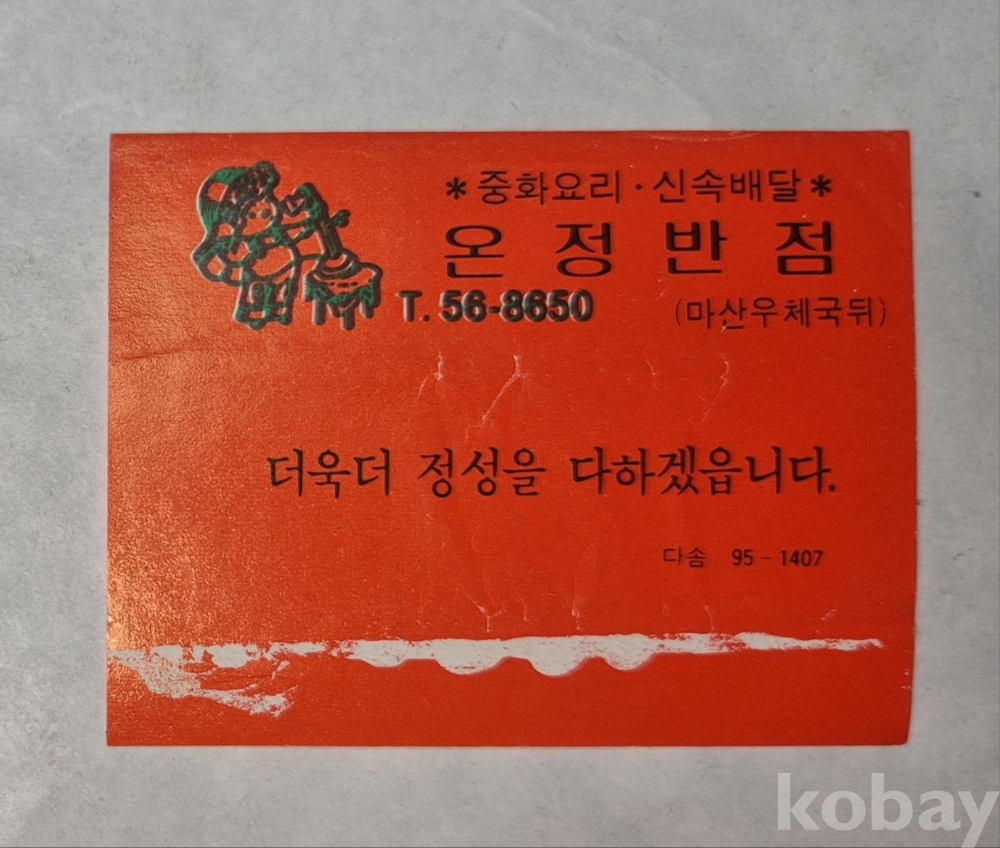 *중화요리·신속배달*
온정반점
T. 56-8650 (마산우체국뒤)
더욱더 정성을 다하겠읍니다.
다솜 95-1407
kobay